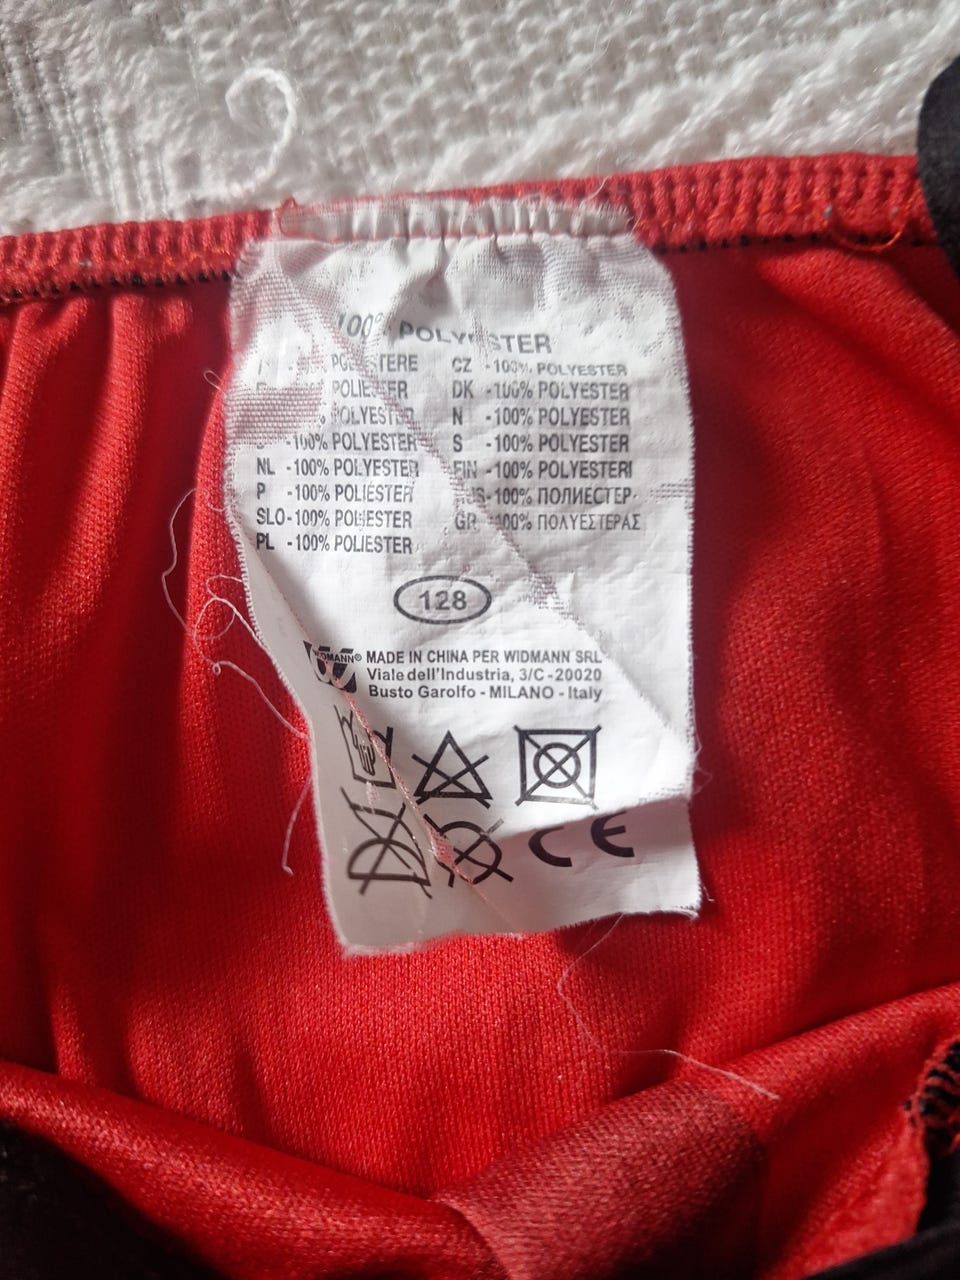 100% POLYESTER
POLIESTERE
POLIESTER
POLYESTER
-100% POLYESTER
NL -100% POLYESTER
P -100% POLIÉSTER
SLO-100% POLIESTER
PL -100% POLIESTER
CZ -100% POLYESTER
DK -100% POLYESTER
N -100% POLYESTER
S -100% POLYESTER
FIN -100% POLYESTERI
-100% ПОЛИЕСТЕР
GR -100% ΠΟΛΥΕΣΤΕΡΑΣ
128
WIDMANN® MADE IN CHINA PER WIDMANN SRL
Viale dell'Industria, 3/C-20020
Busto Garolfo - MILANO - Italy
CE